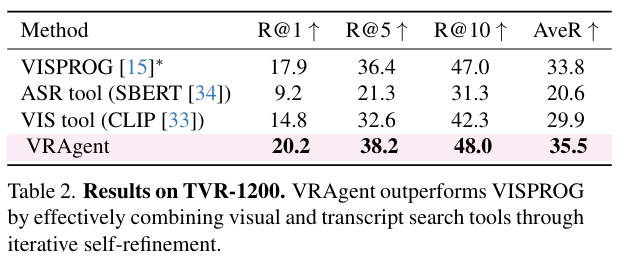 Method R@1 ↑ R@5 ↑ R@10 ↑ AveR ↑
VISPROG [15]* 17.9 36.4 47.0 33.8
ASR tool (SBERT [34]) 9.2 21.3 31.3 20.6
VIS tool (CLIP [33]) 14.8 32.6 42.3 29.9
VRAgent 20.2 38.2 48.0 35.5
Table 2. Results on TVR-1200. VRAgent outperforms VISPROG
by effectively combining visual and transcript search tools through
iterative self-refinement.